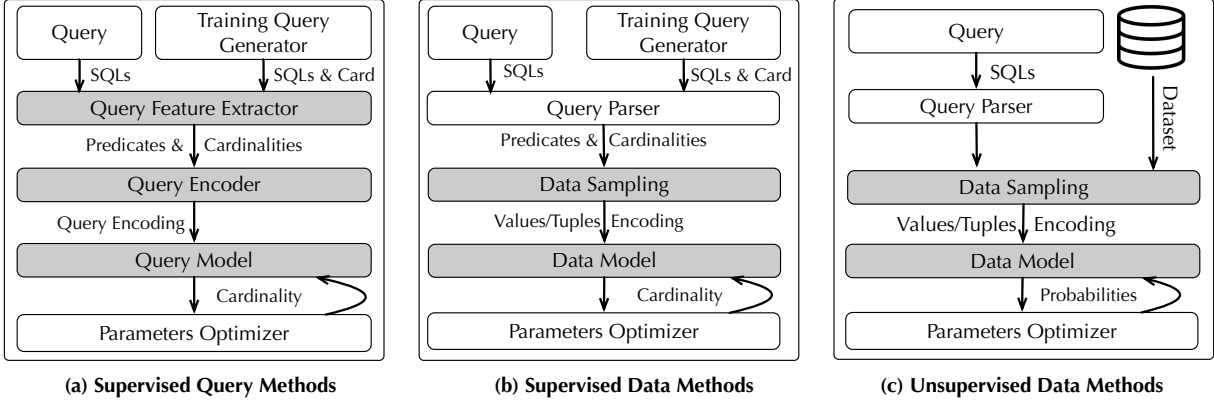 Query
Training Query
Generator
SQLs
SQLs & Card
Query Feature Extractor
Predicates & Cardinalities
Query Encoder
Query Encoding
Query Model
Cardinality
Parameters Optimizer
(a) Supervised Query Methods
Query
Training Query
Generator
SQLs
SQLs & Card
Query Parser
Predicates & Cardinalities
Data Sampling
Values/Tuples Encoding
Data Model
Cardinality
Parameters Optimizer
(b) Supervised Data Methods
Query
SQLs
Query Parser
Dataset
Data Sampling
Values/Tuples Encoding
Data Model
Probabilities
Parameters Optimizer
(c) Unsupervised Data Methods